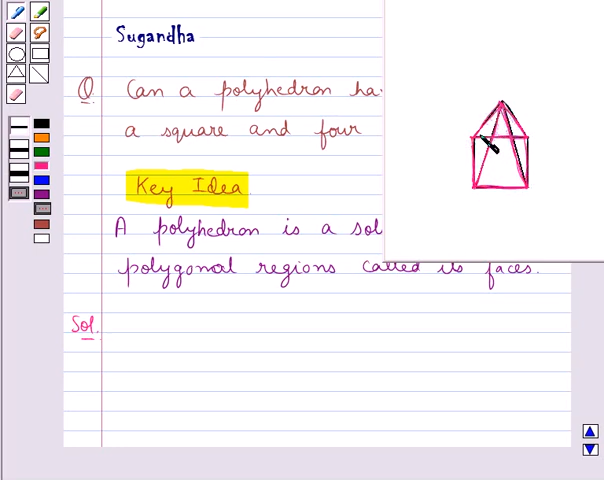 Sugandha
Q Can a polyhedron ha
a square and four
Key Idea
A polyhedron is a sol
polygonal regions called its faces.
Sol.